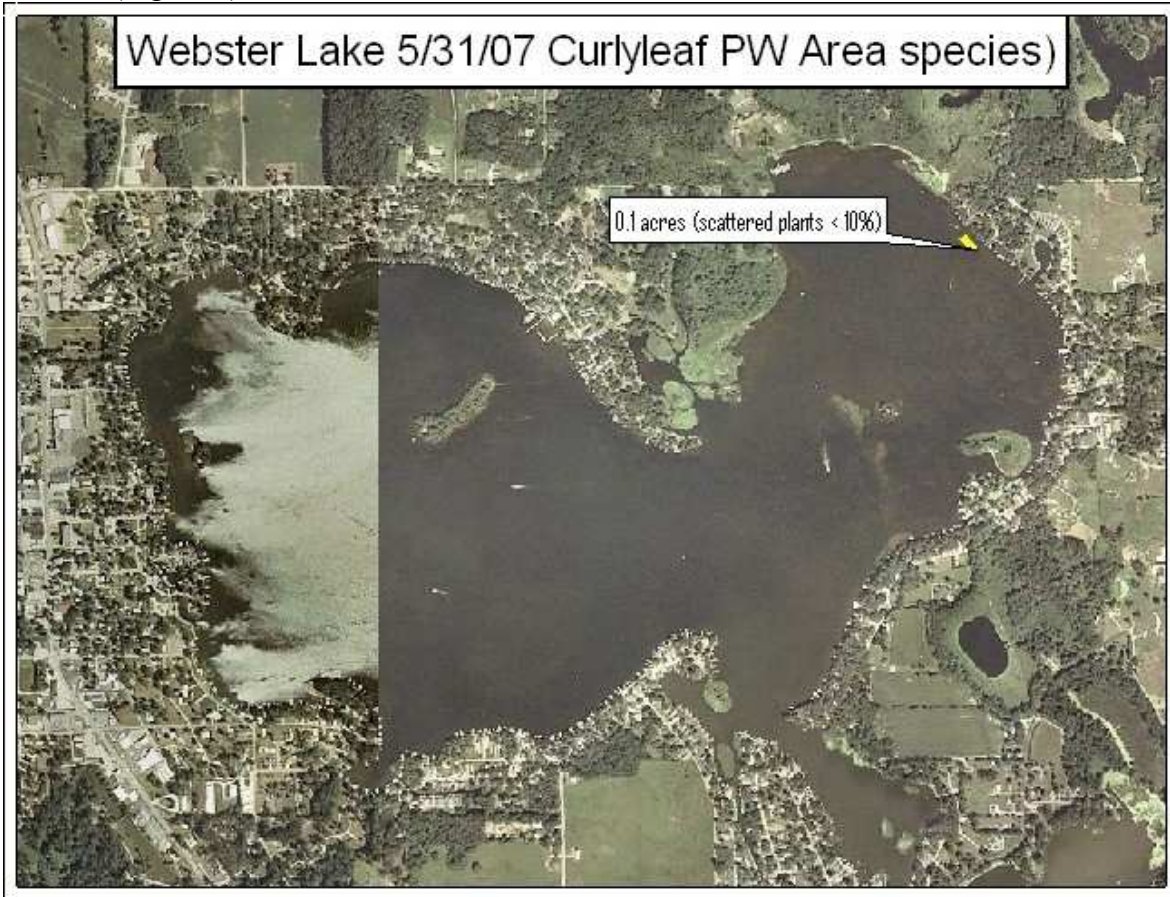 Webster Lake 5/31/07 Curlyleaf PW Area species)
0.1 acres (scattered plants < 10%)